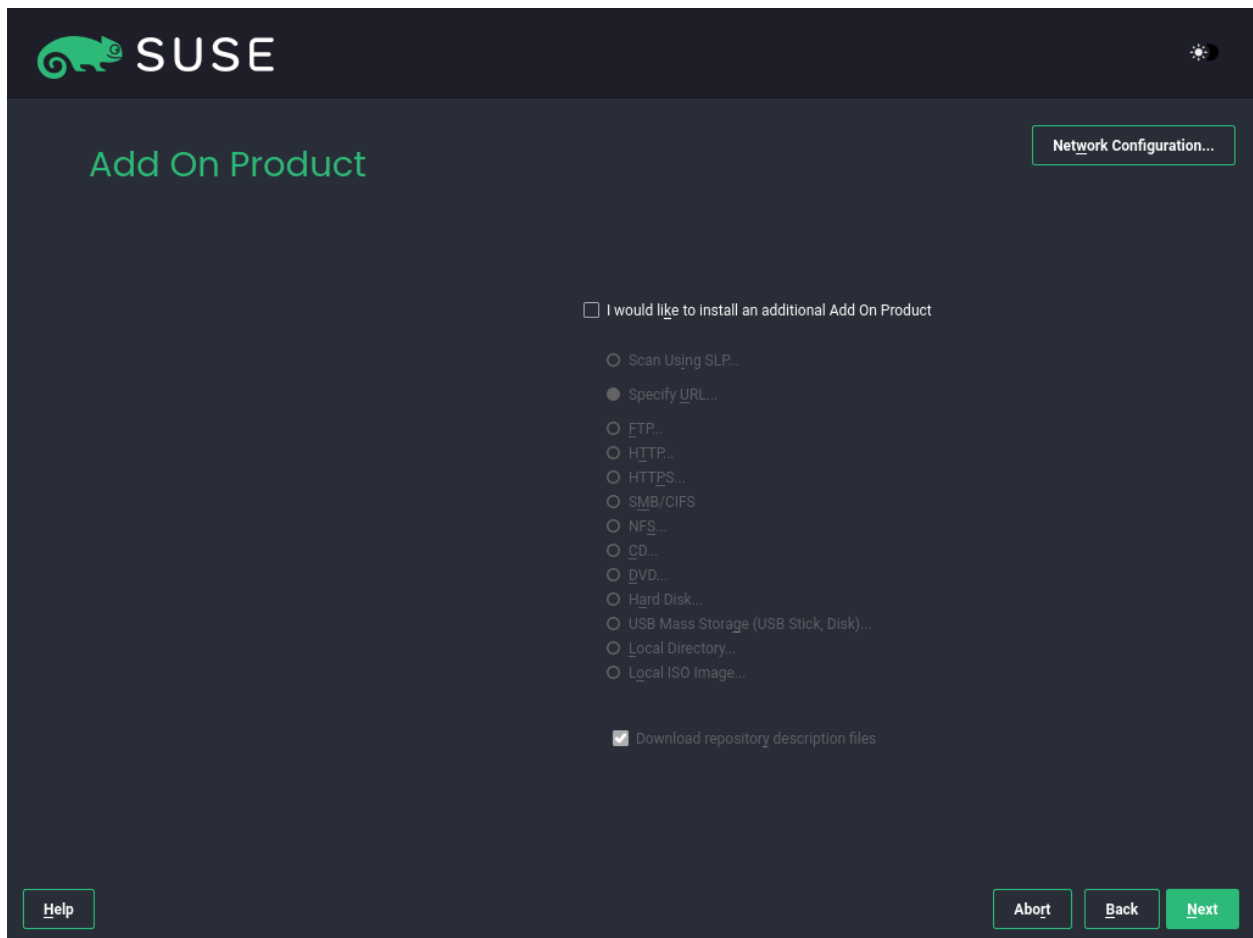 SUSE
Network Configuration...
Add On Product
I would like to install an additional Add On Product
Scan Using SLP...
Specify URL...
FTP...
HTTP...
HTTPS...
SMB/CIFS
NFS...
CD...
DVD...
Hard Disk...
USB Mass Storage (USB Stick, Disk)...
Local Directory...
Local ISO Image...
Download repository description files
Help
Abort
Back
Next